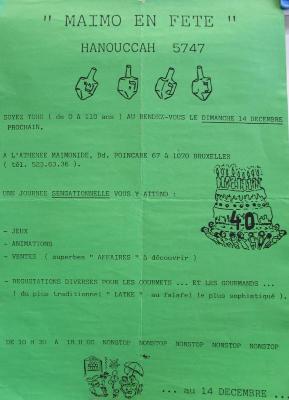 " MAIMO EN FETE "
HANOUCCAH 5747
SOYEZ TOUS ( de 0 à 110 ans ) AU RENDEZ-VOUS LE DIMANCHE 14 DECEMBRE
PROCHAIN.
A L'ATHENEE MAIMONIDE, Bd. POINCARE 67 à 1070 BRUXELLES
( tél. 523.63.36 ).
UNE JOURNEE SENSATIONNELLE VOUS Y ATTEND :
40
- JEUX
- ANIMATIONS
- VENTES ( superbes " AFFAIRES " à découvrir )
- DEGUSTATIONS DIVERSES POUR LES GOURMETS ... ET LES GOURMANDS ...
( du plus traditionnel " LATKE " au falafel le plus sophistiqué ).
DE 10 H 30 A 18 H 00 NONSTOP NONSTOP NONSTOP NONSTOP NONSTOP
... au 14 DECEMBRE ...